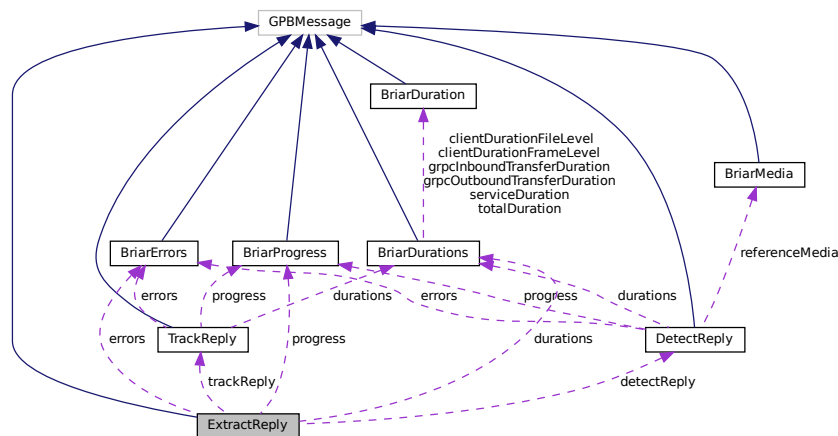 GPBMessage
BriarDuration
clientDurationFileLevel
clientDurationFrameLevel
grpcInboundTransferDuration
grpcOutboundTransferDuration
serviceDuration
totalDuration
BriarMedia
BriarErrors
BriarProgress
BriarDurations
referenceMedia
errors
progress
durations
errors
progress
durations
TrackReply
DetectReply
errors
progress
durations
trackReply
detectReply
ExtractReply